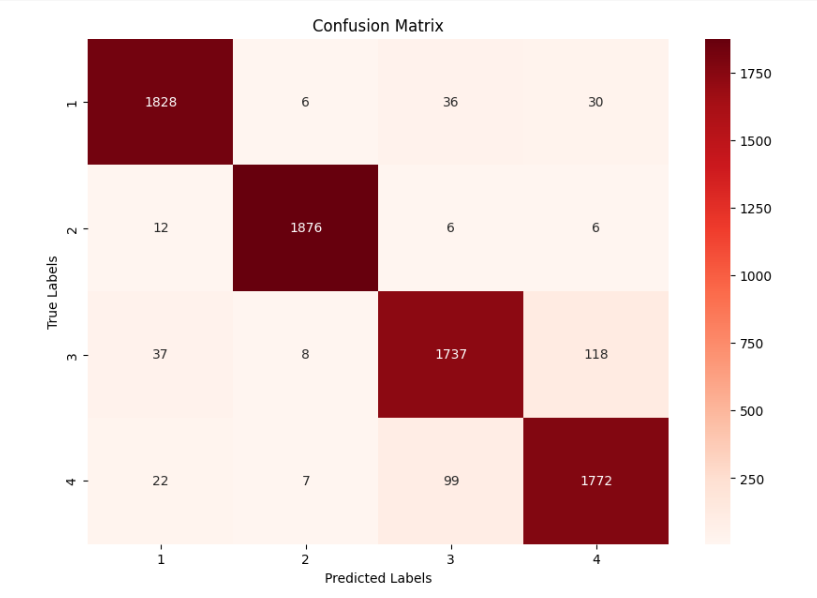 Confusion Matrix
1 1828 6 36 30
2 12 1876 6 6
3 37 8 1737 118
4 22 7 99 1772
1 2 3 4
True Labels
Predicted Labels
1750
1500
1250
1000
750
500
250